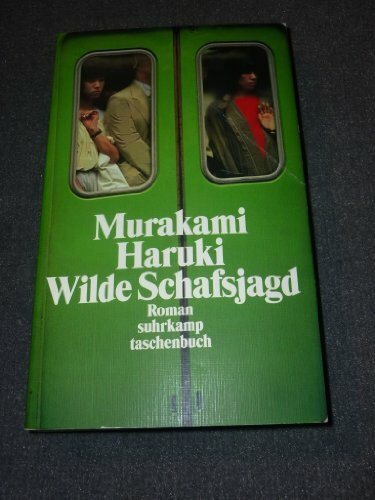 Murakami
Haruki
Wilde Schafsjagd
Roman
suhrkamp
taschenbuch